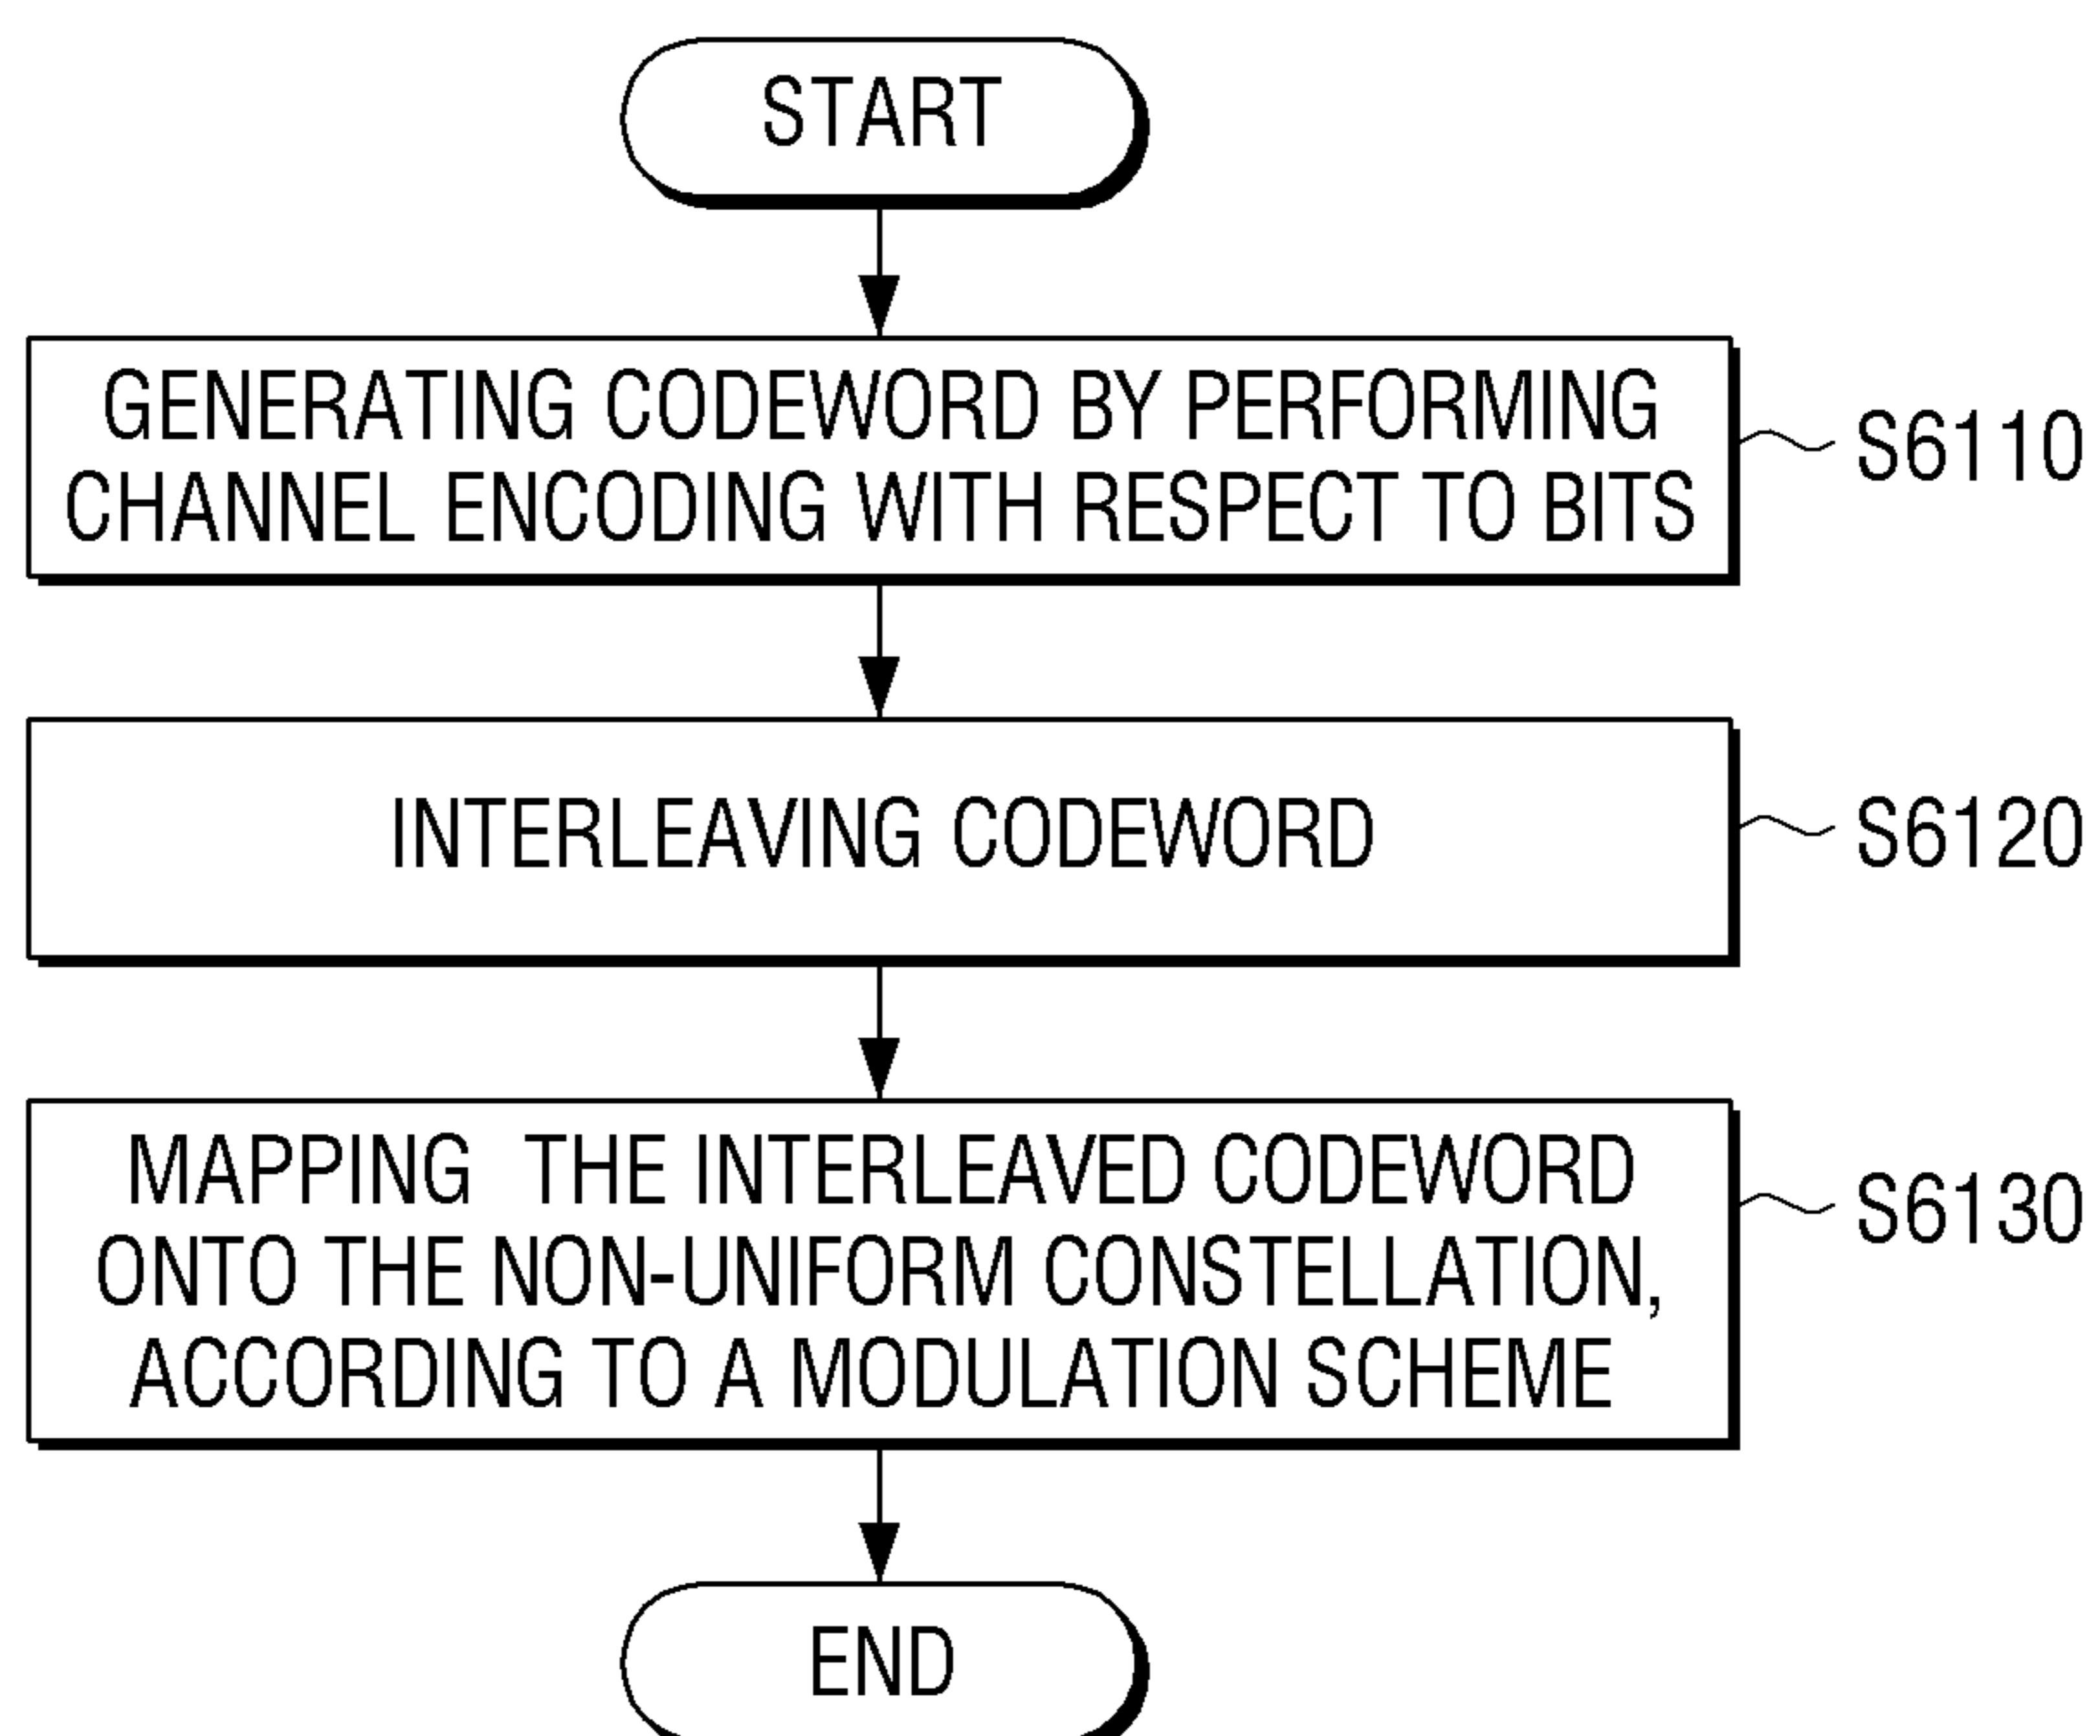 START
GENERATING CODEWORD BY PERFORMING
CHANNEL ENCODING WITH RESPECT TO BITS
S6110
INTERLEAVING CODEWORD
S6120
MAPPING THE INTERLEAVED CODEWORD
ONTO THE NON-UNIFORM CONSTELLATION,
ACCORDING TO A MODULATION SCHEME
S6130
END